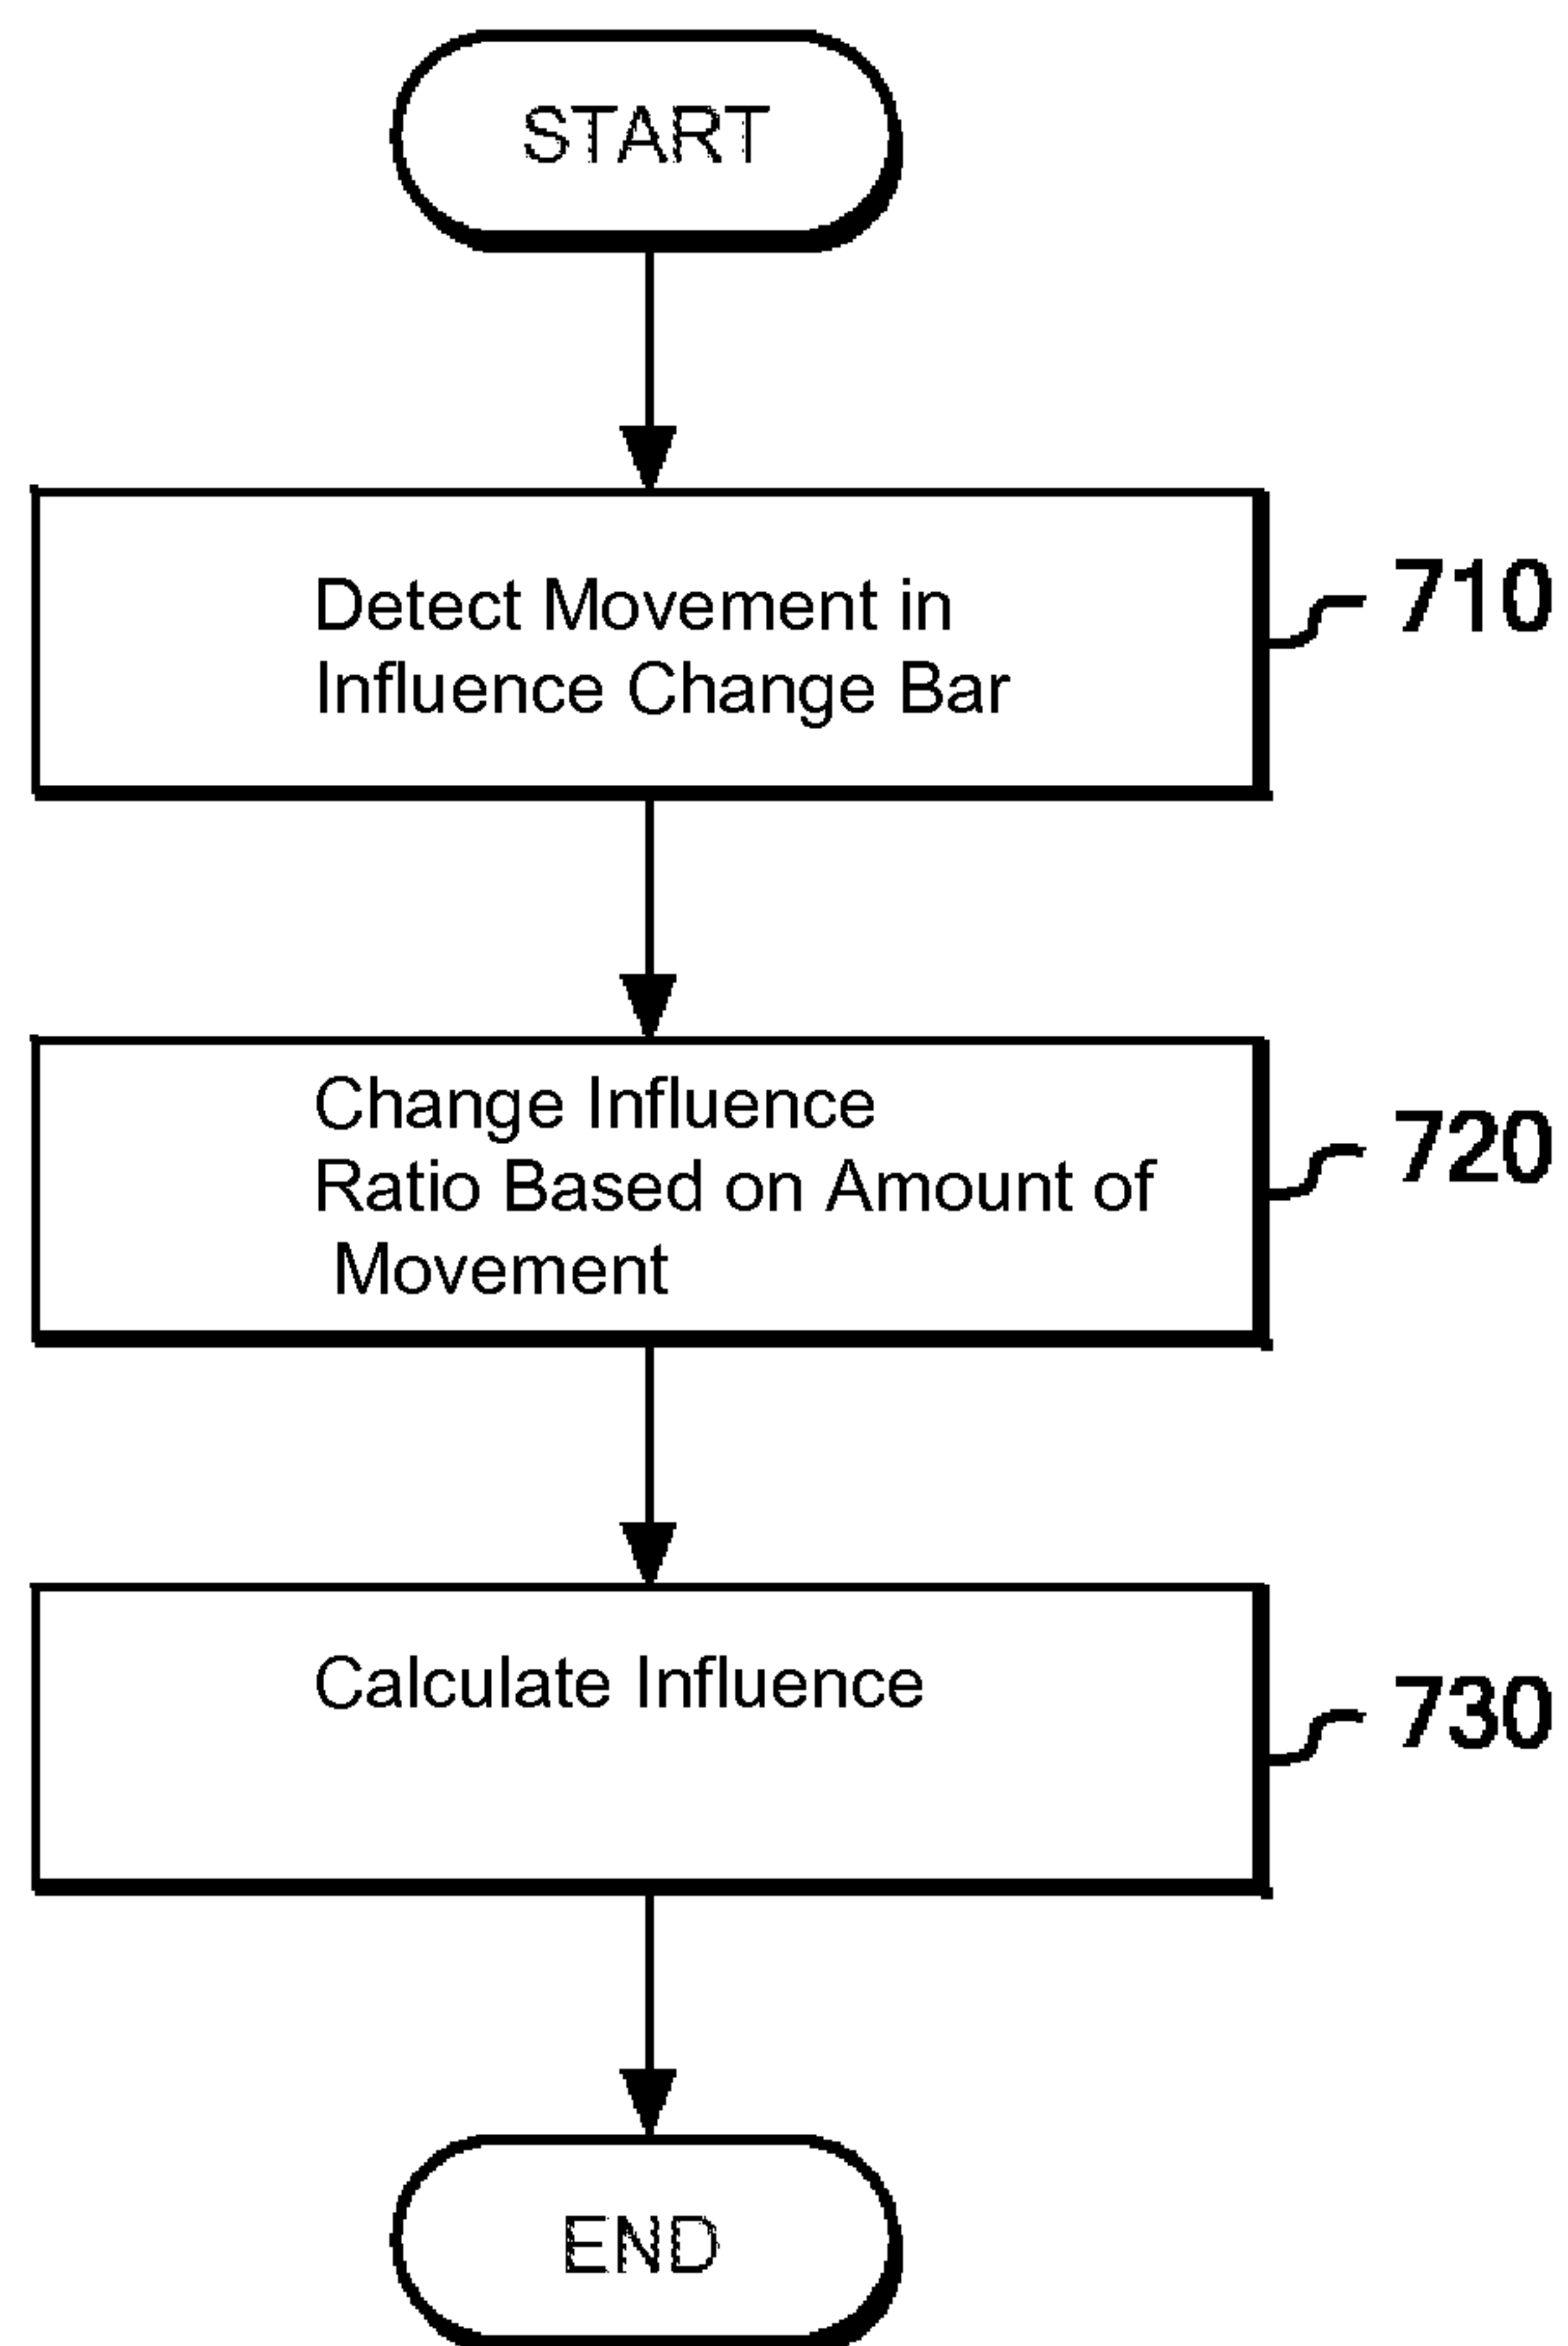 START
Detect Movement in
Influence Change Bar
710
Change Influence
Ratio Based on Amount of
Movement
720
Calculate Influence
730
END